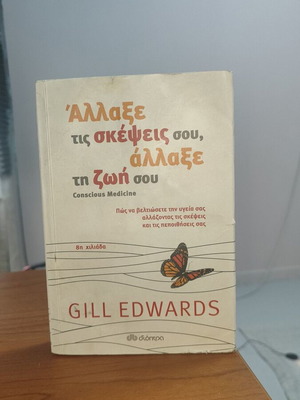 Άλλαξε
τις σκέψεις σου,
άλλαξε
τη ζωή σου
Conscious Medicine
Πώς να βελτιώσετε την υγεία σας
αλλάζοντας τις σκέψεις
και τις πεποιθήσεις σας
8η χιλιάδα
GILL EDWARDS
διόπτρα